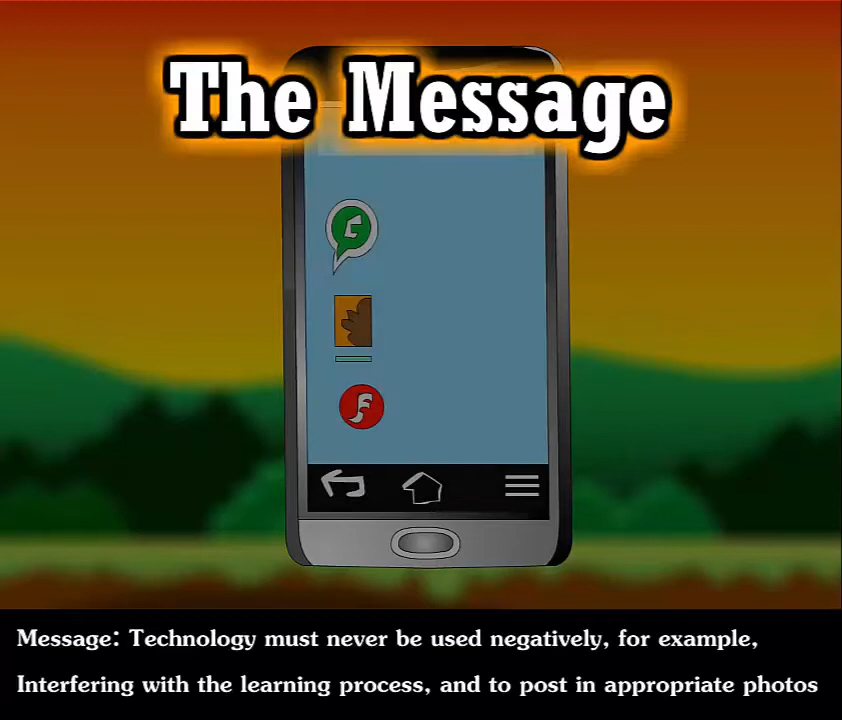 The Message
Message: Technology must never be used negatively, for example,
Interfering with the learning process, and to post in appropriate photos